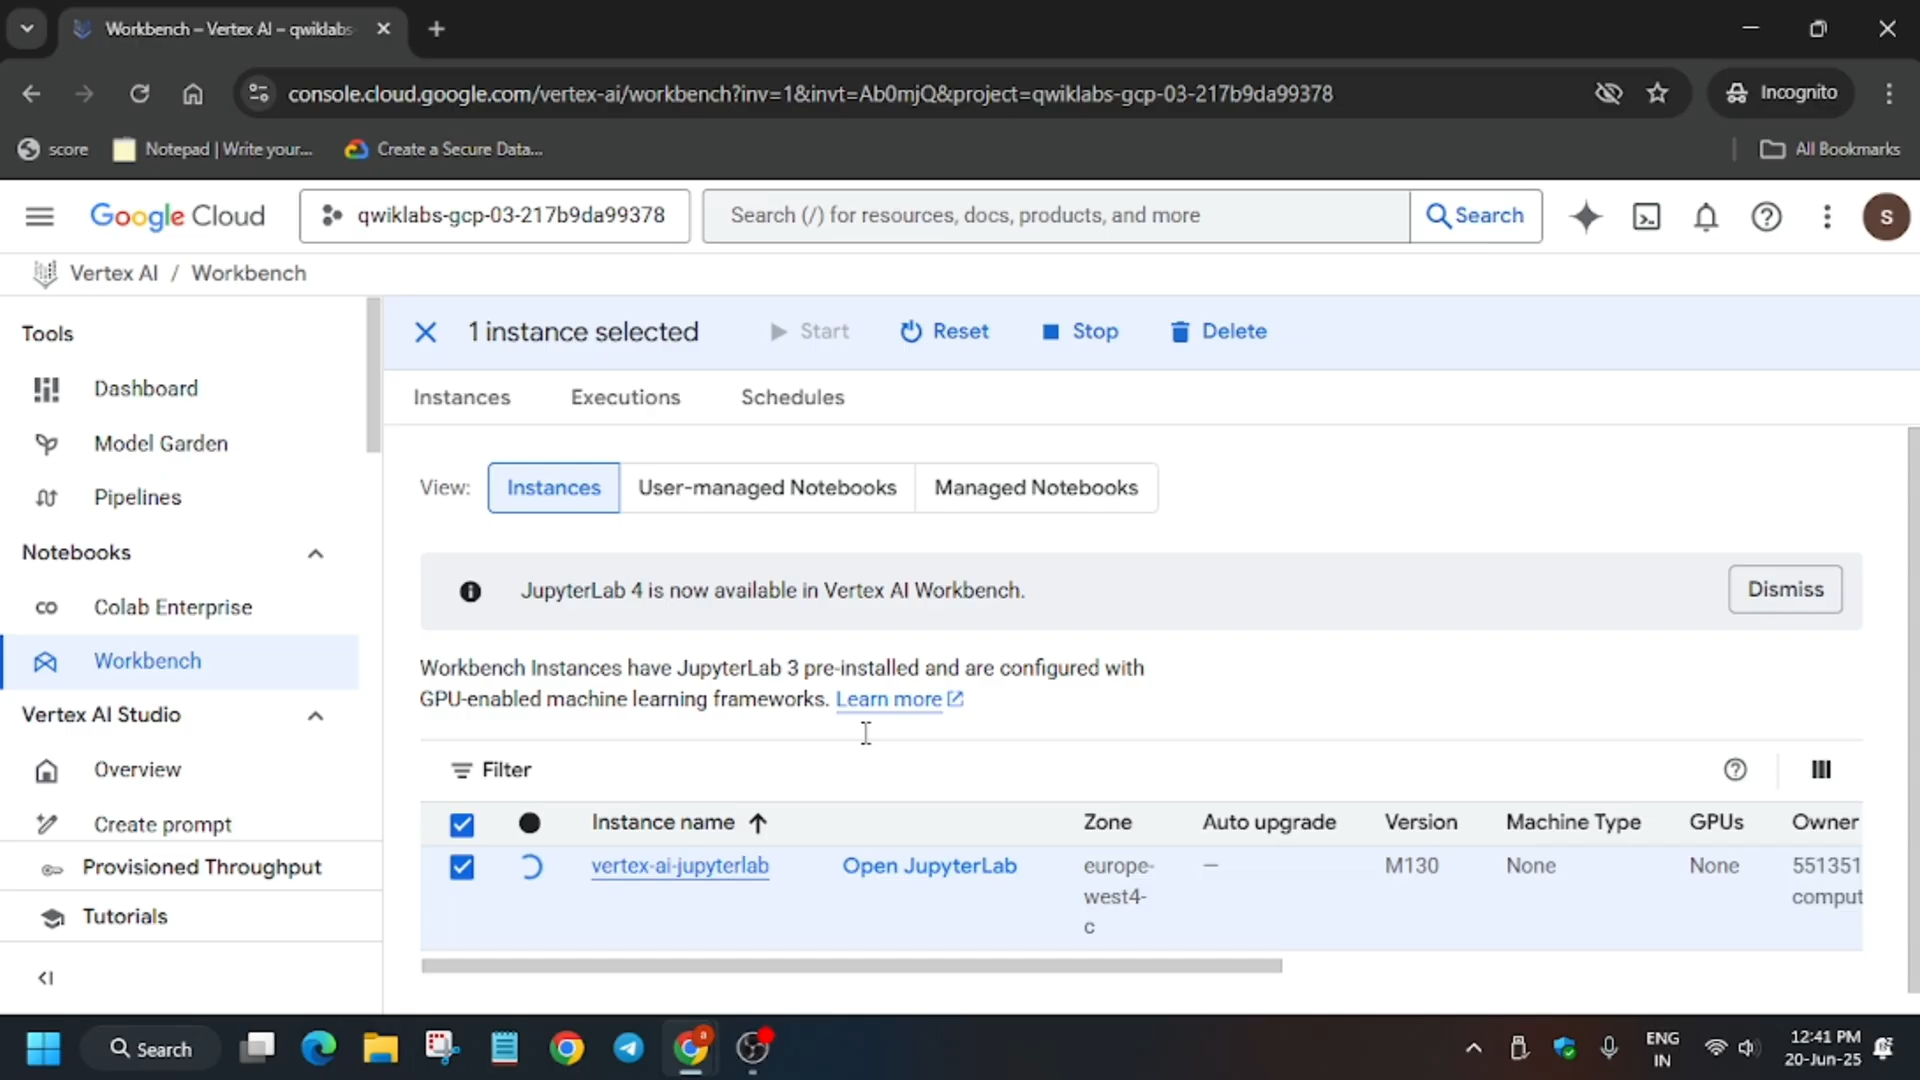 Workbench – Vertex AI – qwiklabs-
console.cloud.google.com/vertex-ai/workbench?inv=1&invt=Ab0mjQ&project=qwiklabs-gcp-03-217b9da99378
Incognito
score
Notepad | Write your...
Create a Secure Data...
All Bookmarks
Google Cloud
qwiklabs-gcp-03-217b9da99378
Search (/) for resources, docs, products, and more
Search
S
Vertex AI / Workbench
Tools
Dashboard
Model Garden
Pipelines
Notebooks
Colab Enterprise
Workbench
Vertex AI Studio
Overview
Create prompt
Provisioned Throughput
Tutorials
1 instance selected
Start
Reset
Stop
Delete
Instances
Executions
Schedules
View:
Instances
User-managed Notebooks
Managed Notebooks
JupyterLab 4 is now available in Vertex AI Workbench.
Dismiss
Workbench Instances have JupyterLab 3 pre-installed and are configured with
GPU-enabled machine learning frameworks. Learn more
Filter
Instance name
Zone
Auto upgrade
Version
Machine Type
GPUs
Owner
vertex-ai-jupyterlab
Open JupyterLab
europe-
west4-
c
—
M130
None
None
551351
comput
Search
ENG
IN
12:41 PM
20-Jun-25